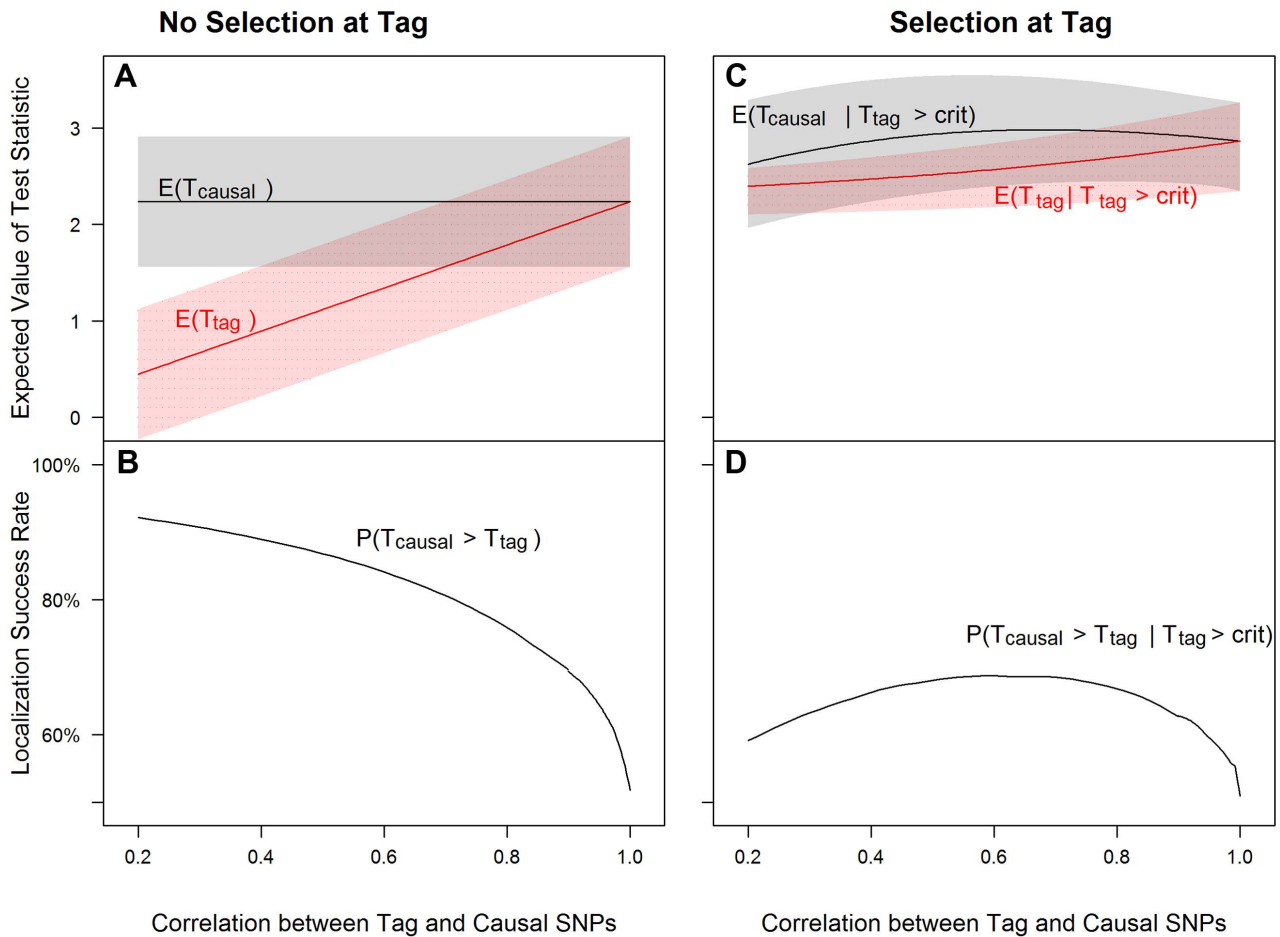 No Selection at Tag
Selection at Tag
Expected Value of Test Statistic
A
3
2
1
0
E(Tcausal )
E(Ttag )
C
E(Tcausal | Ttag > crit)
E(Ttag | Ttag > crit)
Localization Success Rate
B
100%
80%
60%
P(Tcausal > Ttag )
D
P(Tcausal > Ttag | Ttag > crit)
0.2 0.4 0.6 0.8 1.0
0.2 0.4 0.6 0.8 1.0
Correlation between Tag and Causal SNPs
Correlation between Tag and Causal SNPs